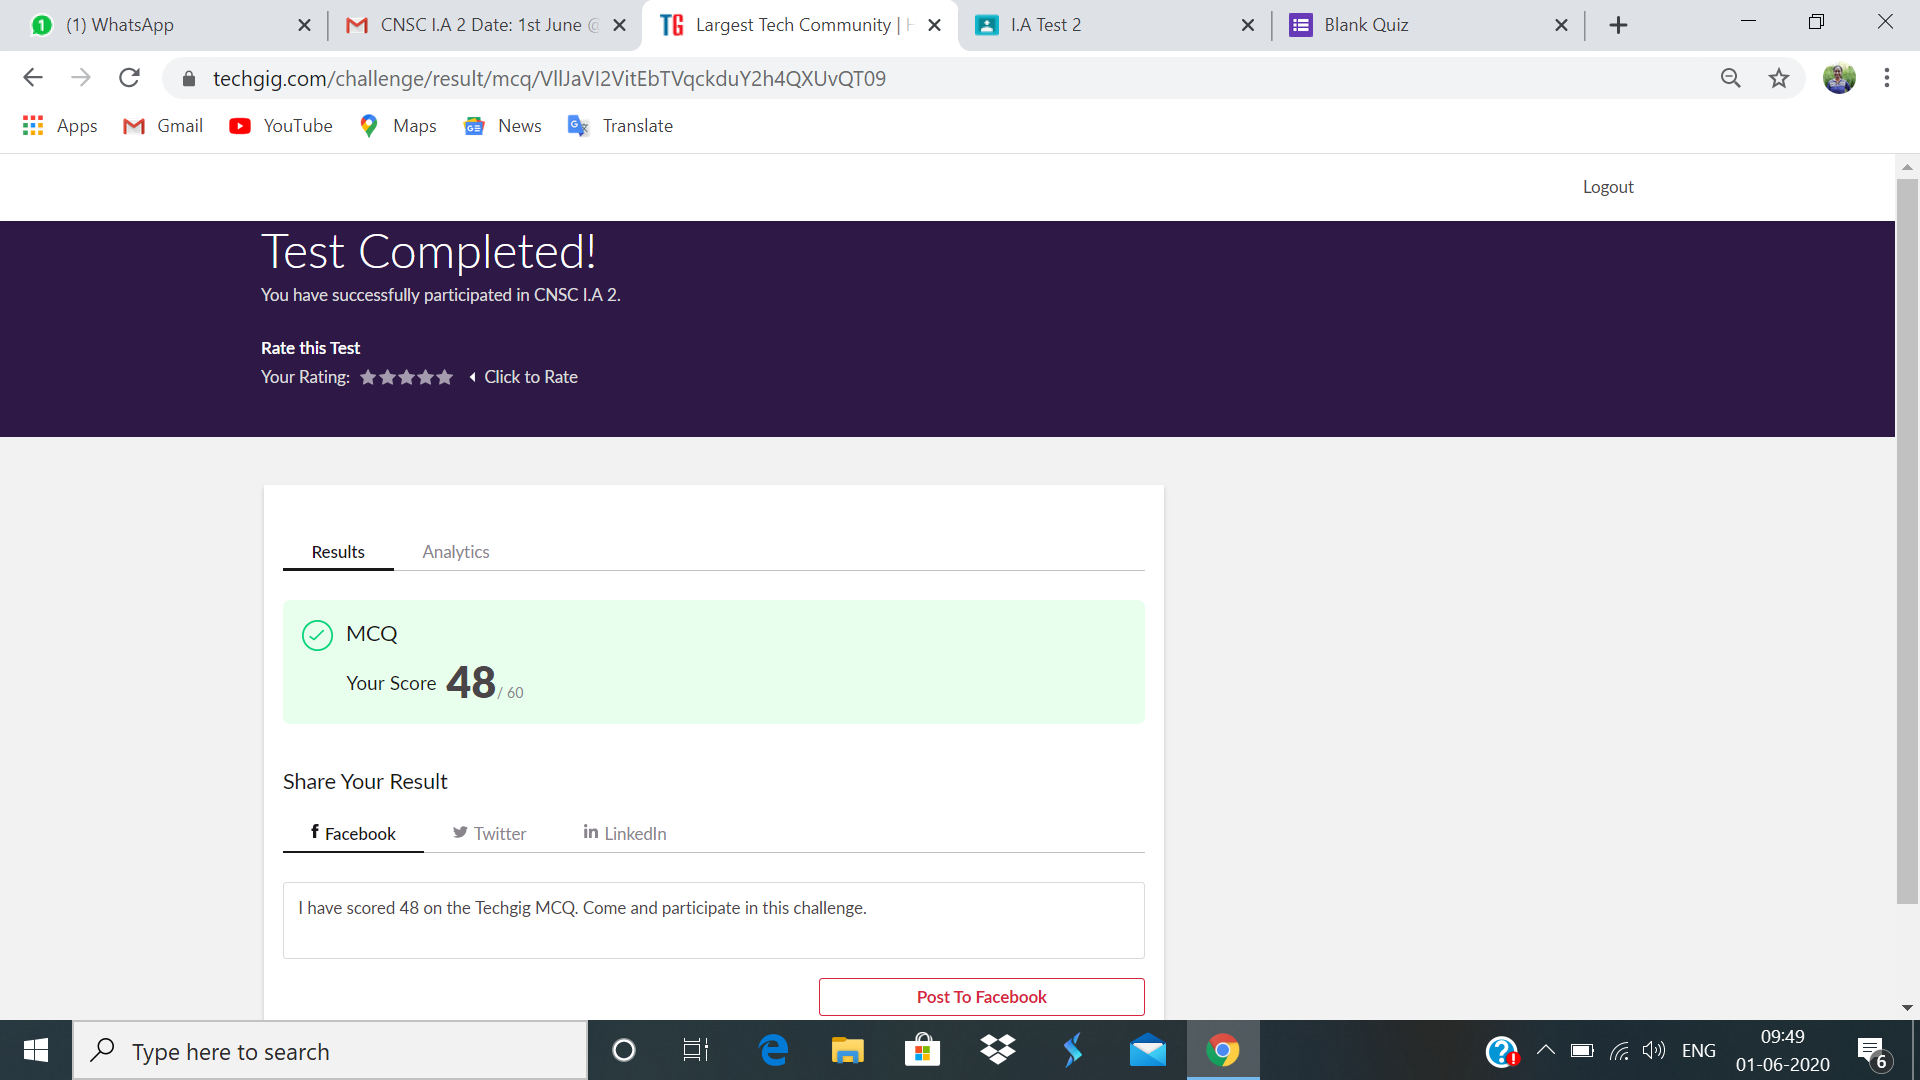 1 (1) WhatsApp
CNSC I.A 2 Date: 1st June @
TG Largest Tech Community |
I.A Test 2
Blank Quiz
techgig.com/challenge/result/mcq/VllJaVI2VitEbTVqckduY2h4QXUvQT09
Apps
Gmail
YouTube
Maps
News
Translate
Logout
Test Completed!
You have successfully participated in CNSC I.A 2.
Rate this Test
Your Rating: Click to Rate
Results Analytics
MCQ
Your Score 48 / 60
Share Your Result
f Facebook Twitter in LinkedIn
I have scored 48 on the Techgig MCQ. Come and participate in this challenge.
Post To Facebook
Type here to search
ENG
09:49
01-06-2020
6